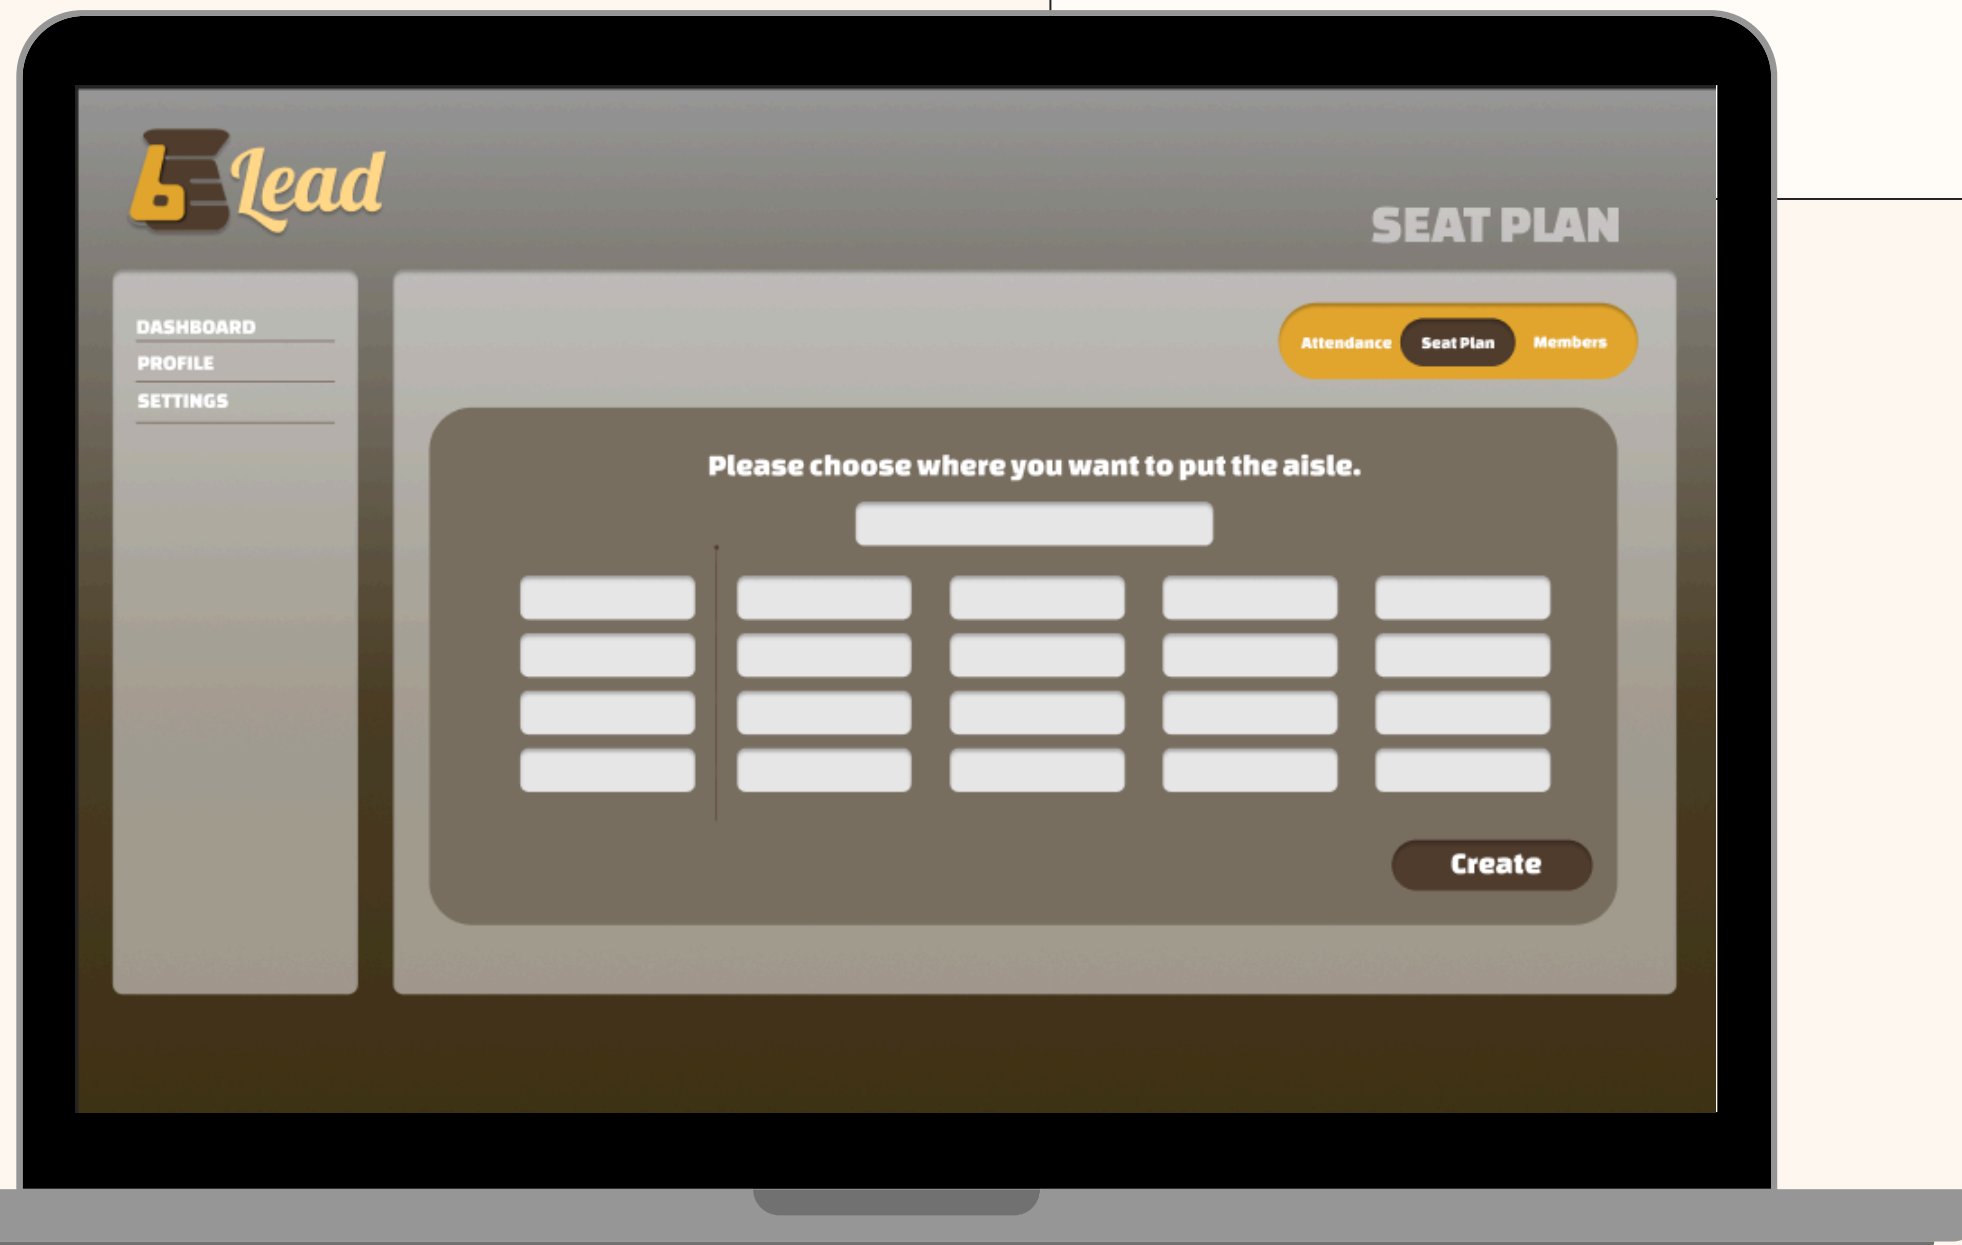 bE Lead
SEAT PLAN
DASHBOARD
PROFILE
SETTINGS
Attendance
Seat Plan
Members
Please choose where you want to put the aisle.
Create